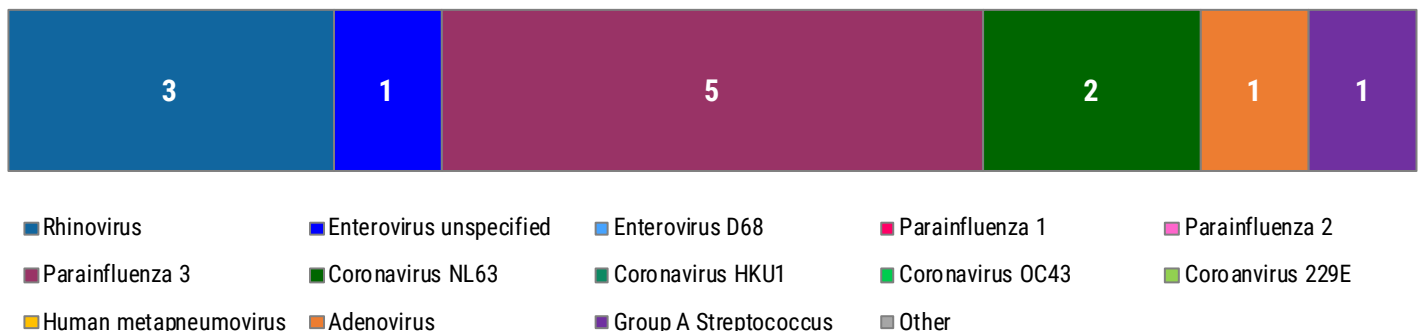 3 1 5 2 1 1
Rhinovirus Enterovirus unspecified Enterovirus D68 Parainfluenza 1 Parainfluenza 2
Parainfluenza 3 Coronavirus NL63 Coronavirus HKU1 Coronavirus OC43 Coroanvirus 229E
Human metapneumovirus Adenovirus Group A Streptococcus Other